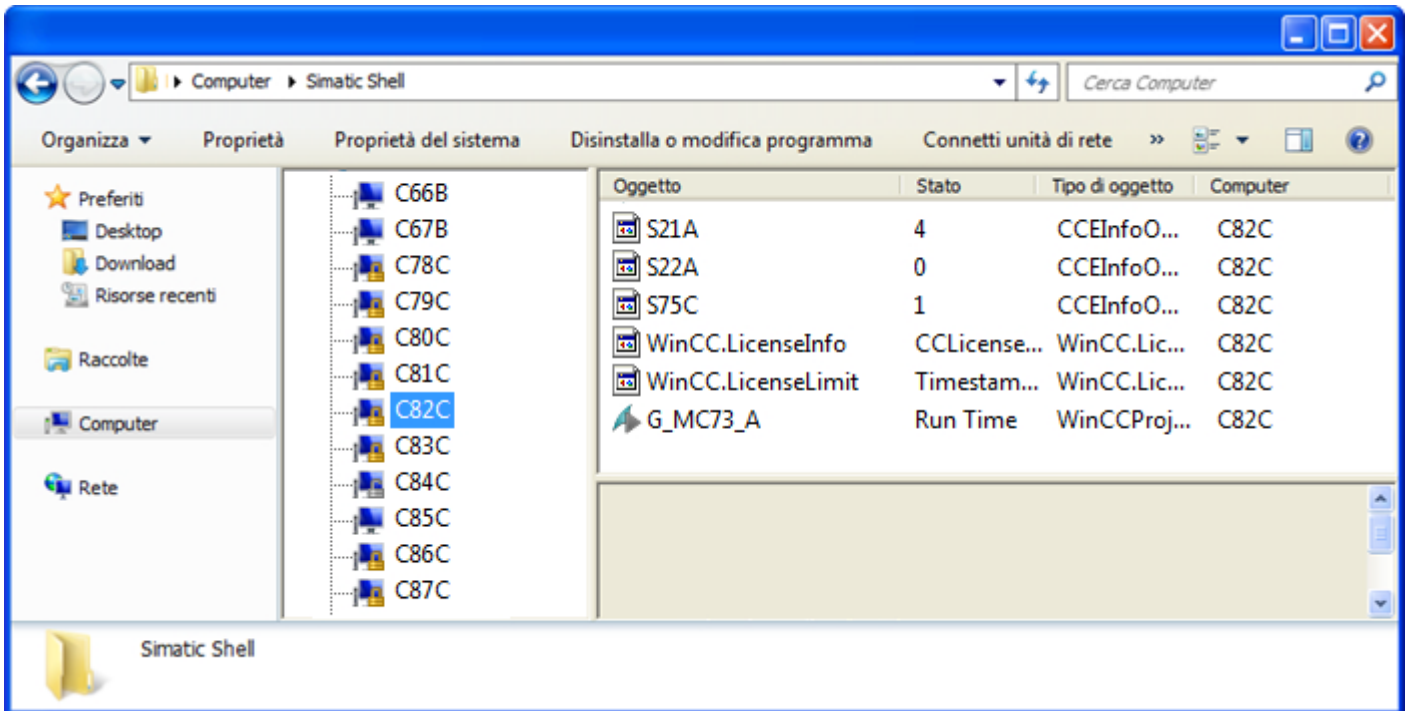 Computer Simatic Shell Cerca Computer
Organizza Proprietà Proprietà del sistema Disinstalla o modifica programma Connetti unità di rete »
Preferiti
Desktop
Download
Risorse recenti
Raccolte
Computer
Rete
C66B
C67B
C78C
C79C
C80C
C81C
C82C
C83C
C84C
C85C
C86C
C87C
Oggetto Stato Tipo di oggetto Computer
S21A 4 CCEInfoO... C82C
S22A 0 CCEInfoO... C82C
S75C 1 CCEInfoO... C82C
WinCC.LicenseInfo CCLicense... WinCC.Lic... C82C
WinCC.LicenseLimit Timestam... WinCC.Lic... C82C
G_MC73_A Run Time WinCCProj... C82C
Simatic Shell